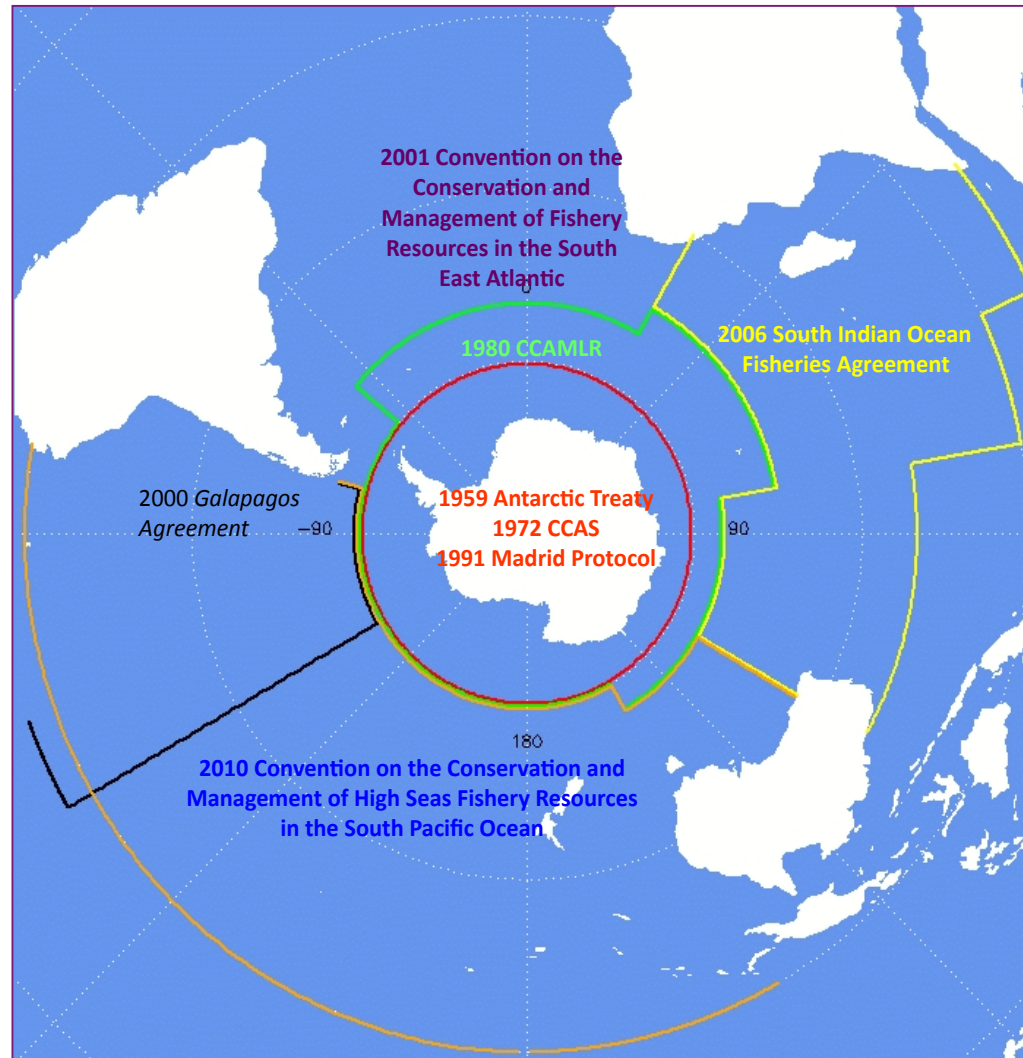 2001 Convention on the
Conservation and
Management of Fishery
Resources in the South
East Atlantic
0
1980 CCAMLR
2006 South Indian Ocean
Fisheries Agreement
2000 Galapagos
Agreement
−90
1959 Antarctic Treaty
1972 CCAS
1991 Madrid Protocol
90
180
2010 Convention on the Conservation and
Management of High Seas Fishery Resources
in the South Pacific Ocean